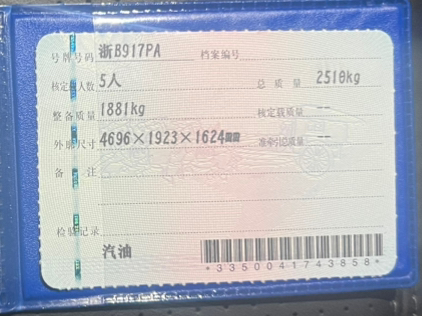 号牌号码 浙B917PA 档案编号
核定载人数 5人 总质量 2510kg
整备质量 1881kg 核定载质量 --
外廓尺寸 4696×1923×1624mm 准牵引总质量 --
备注
检验记录
汽油
*3350041743858*